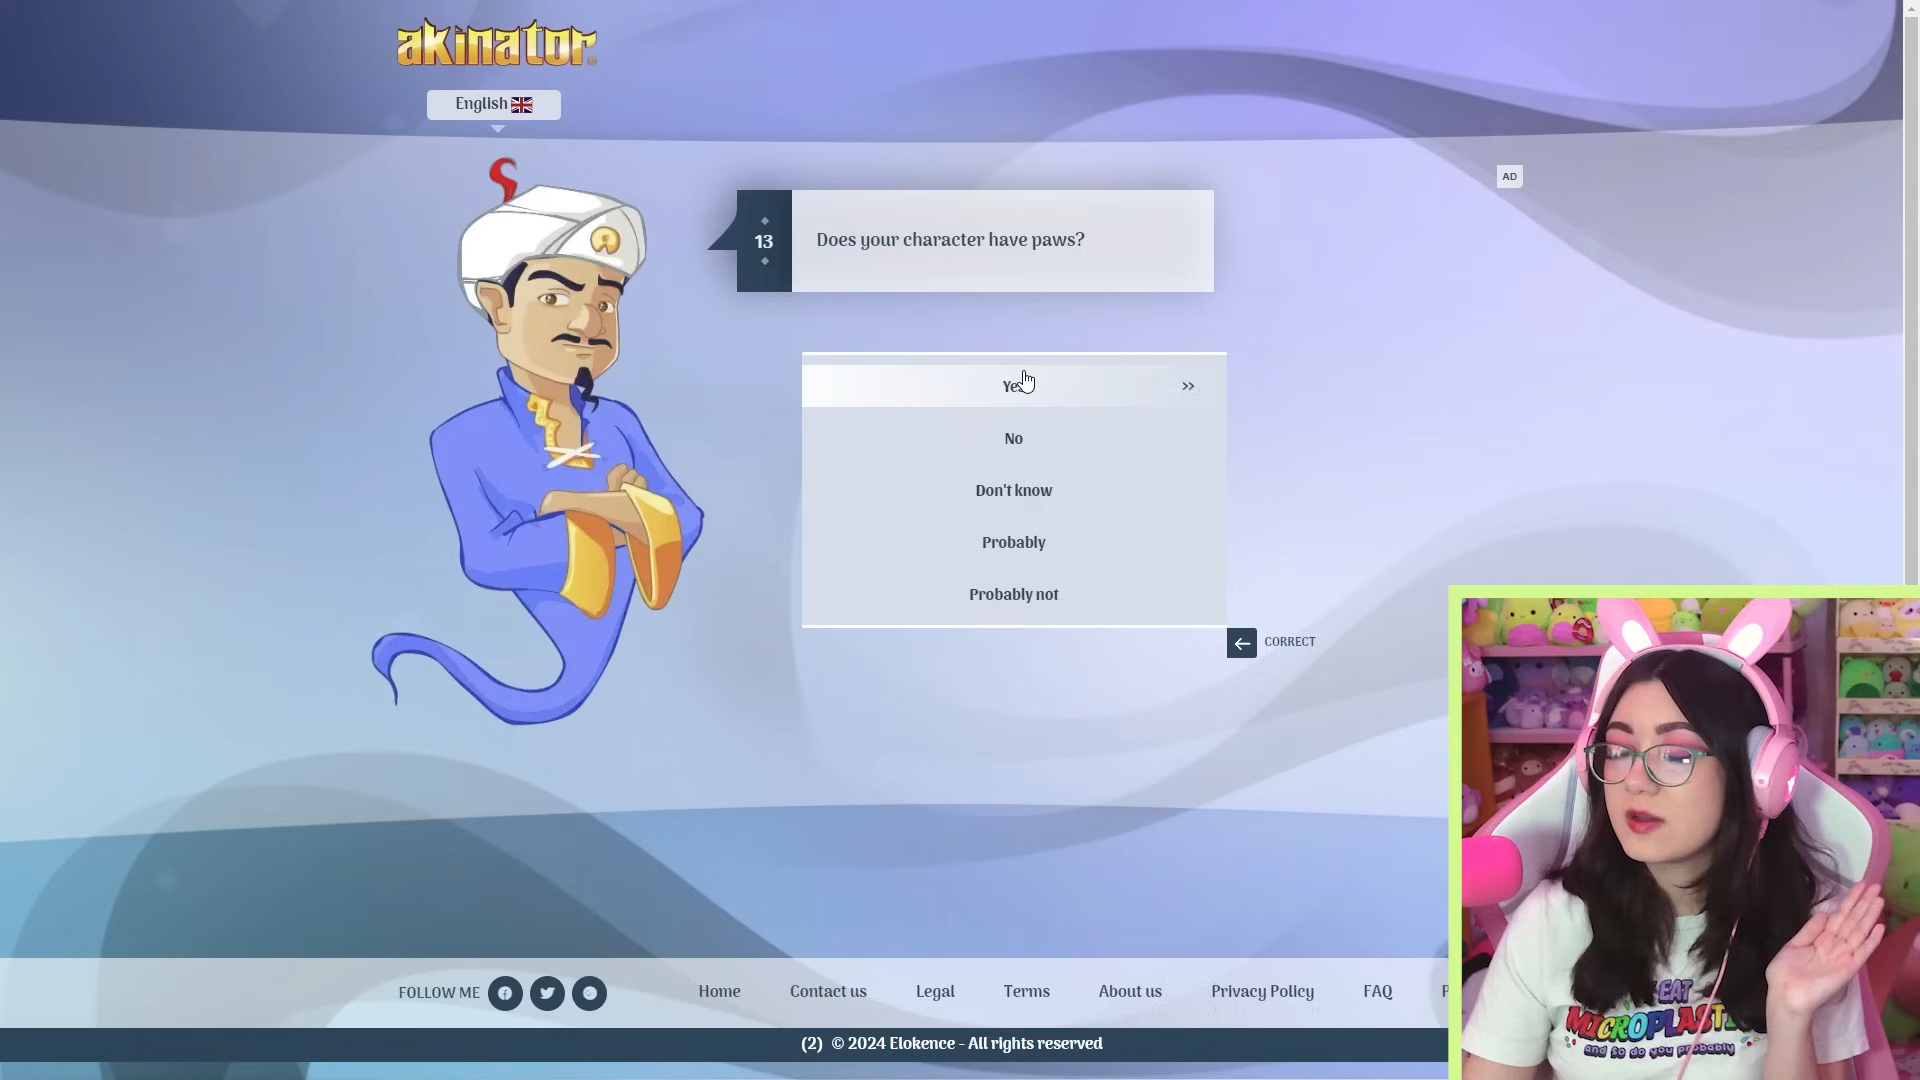 akinator
English
AD
13
Does your character have paws?
Yes
>>
No
Don't know
Probably
Probably not
CORRECT
FOLLOW ME
Home
Contact us
Legal
Terms
About us
Privacy Policy
FAQ
P
(2) © 2024 Elokence - All rights reserved
EAT
MICROPLASTI
and so do you probably